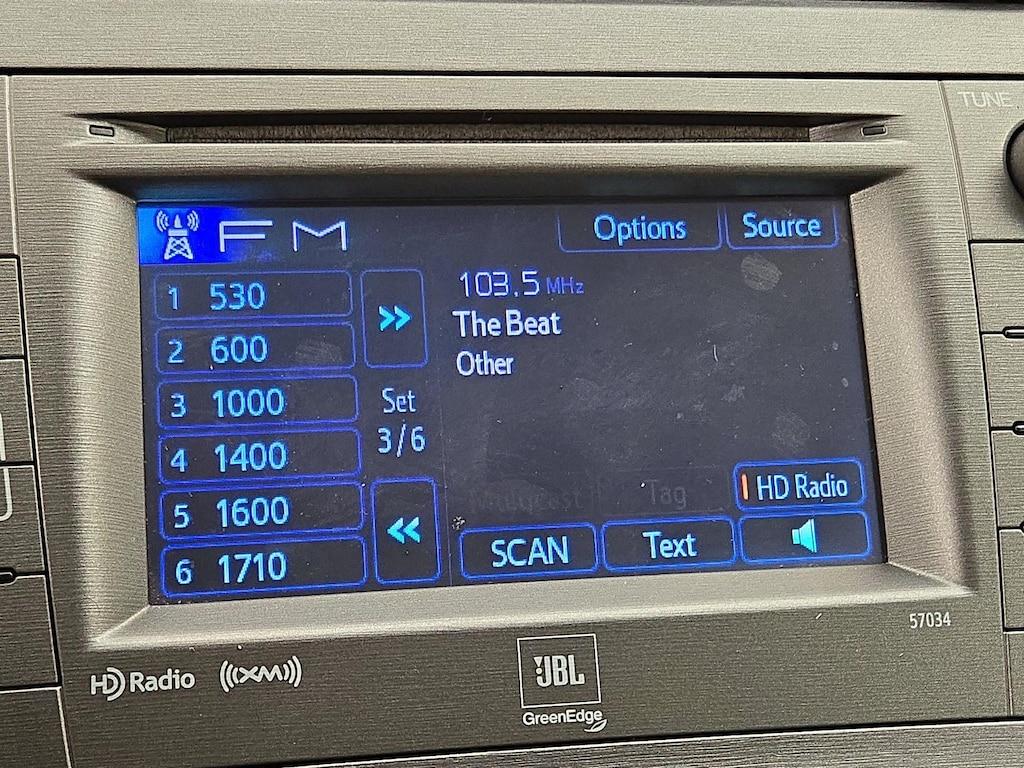 TUNE
FM
Options
Source
1 530
2 600
3 1000
4 1400
5 1600
6 1710
Set
3/6
103.5 MHz
The Beat
Other
Tag
HD Radio
SCAN
Text
57034
HD Radio
XM
JBL
GreenEdge